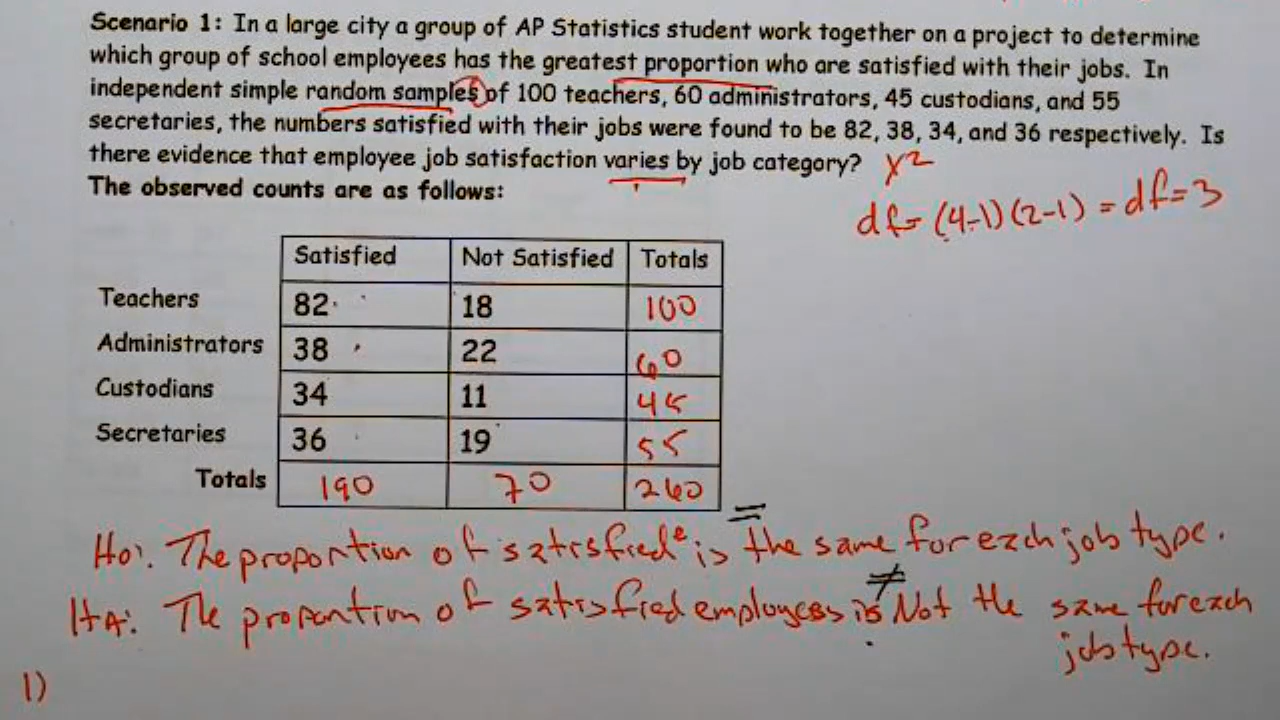 Scenario 1: In a large city a group of AP Statistics student work together on a project to determine
which group of school employees has the greatest proportion who are satisfied with their jobs. In
independent simple random samples of 100 teachers, 60 administrators, 45 custodians, and 55
secretaries, the numbers satisfied with their jobs were found to be 82, 38, 34, and 36 respectively. Is
there evidence that employee job satisfaction varies by job category? χ2
The observed counts are as follows:
df= (4-1)(2-1) = df=3
Satisfied Not Satisfied Totals
Teachers 82 18 100
Administrators 38 22 60
Custodians 34 11 45
Secretaries 36 19 55
Totals 190 70 260
=
Ho: The proportion of satisfied e is the same for each job type.
≠
HA: The proportion of satisfied employees is Not the same for each
job type.
1)